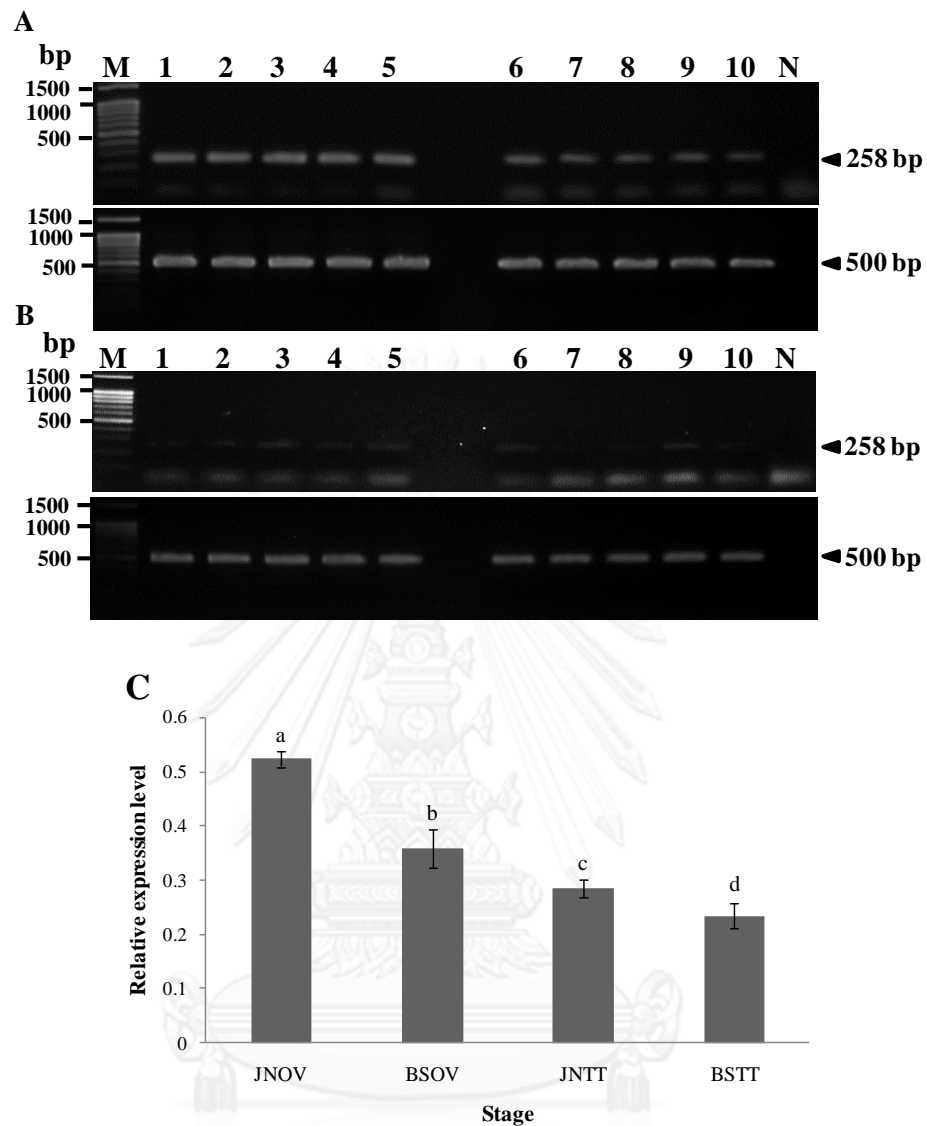 A
bp M 1 2 3 4 5 6 7 8 9 10 N
1500
1000
500
258 bp
1500
1000
500
500 bp
B
bp M 1 2 3 4 5 6 7 8 9 10 N
1500
1000
500
258 bp
1500
1000
500
500 bp
C
Relative expression level
0.6
0.5
0.4
0.3
0.2
0.1
0
a
b
c
d
JNOV BSOV JNTT BSTT
Stage